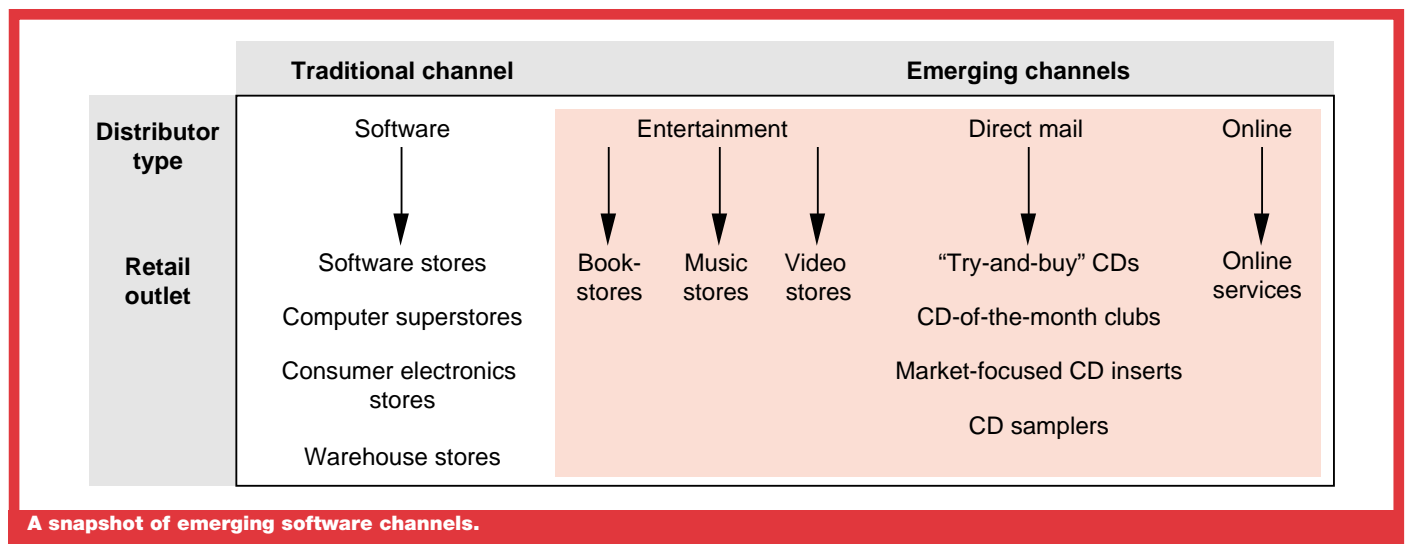 Traditional channel
Emerging channels
Distributor
type
Software
Entertainment
Direct mail
Online
Retail
outlet
Software stores
Computer superstores
Consumer electronics
stores
Warehouse stores
Book-
stores
Music
stores
Video
stores
“Try-and-buy” CDs
CD-of-the-month clubs
Market-focused CD inserts
CD samplers
Online
services
A snapshot of emerging software channels.